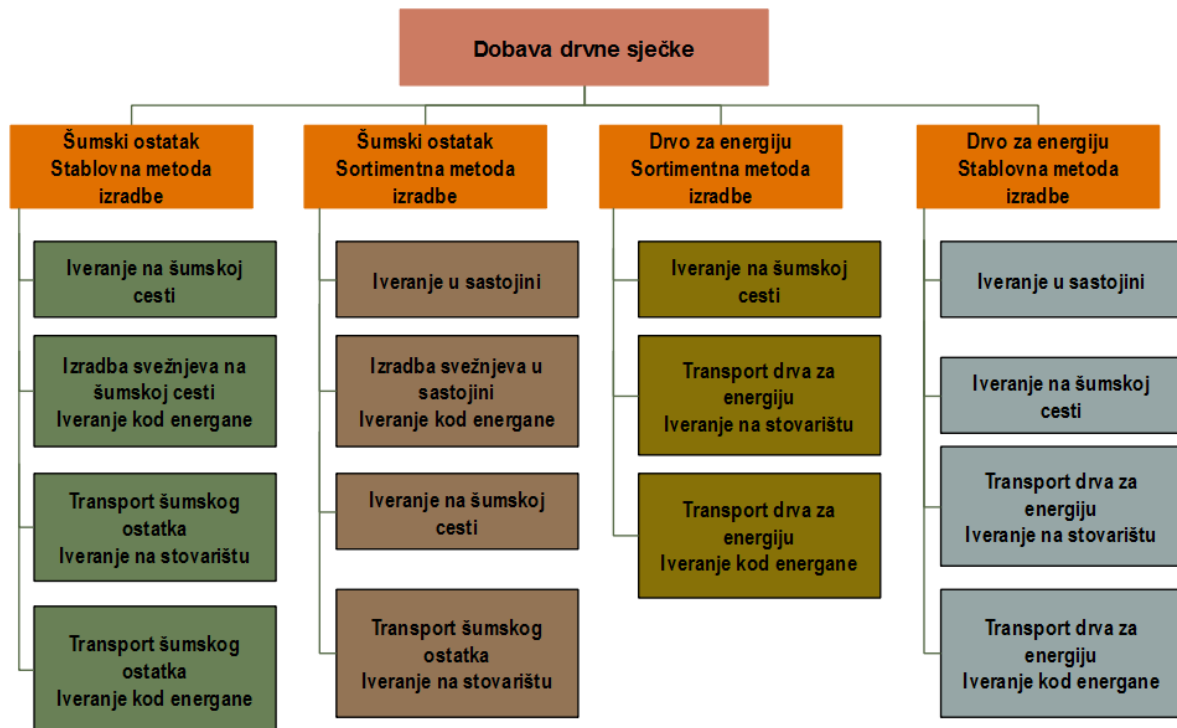 Dobava drvne sječke
Šumski ostatak
Stablovna metoda
izradbe
Iveranje na šumskoj
cesti
Izradba svežnjeva na
šumskoj cesti
Iveranje kod energane
Transport šumskog
ostatka
Iveranje na stovarištu
Transport šumskog
ostatka
Iveranje kod energane
Šumski ostatak
Sortimentna metoda
izradbe
Iveranje u sastojini
Izradba svežnjeva u
sastojini
Iveranje kod energane
Iveranje na šumskoj
cesti
Transport šumskog
ostatka
Iveranje na stovarištu
Drvo za energiju
Sortimentna metoda
izradbe
Iveranje na šumskoj
cesti
Transport drva za
energiju
Iveranje na stovarištu
Transport drva za
energiju
Iveranje kod energane
Drvo za energiju
Stablovna metoda
izradbe
Iveranje u sastojini
Iveranje na šumskoj
cesti
Transport drva za
energiju
Iveranje na stovarištu
Transport drva za
energiju
Iveranje kod energane